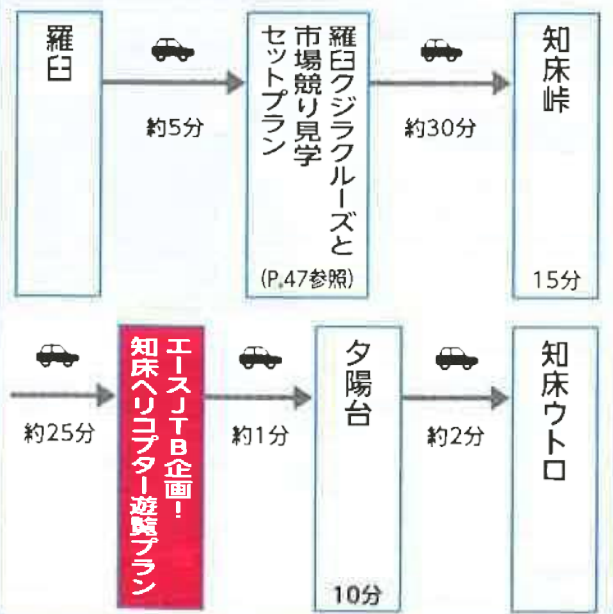 羅臼
約5分
羅臼クジラクルーズと
市場競り見学
セットプラン
(P.47参照)
約30分
知床峠
15分
約25分
エースJTB企画!
知床ヘリコプター遊覧プラン
約1分
夕陽台
10分
約2分
知床ウトロ